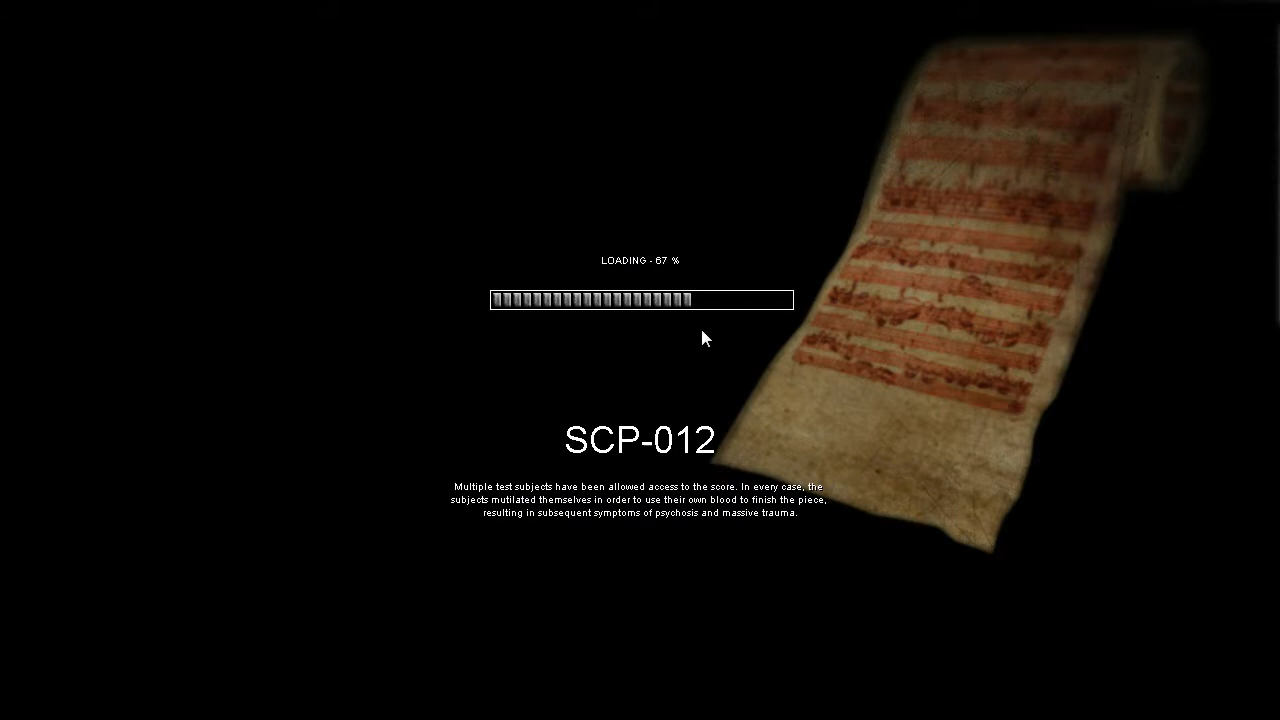 LOADING - 67 %
SCP-012
Multiple test subjects have been allowed access to the score. In every case, the
subjects mutilated themselves in order to use their own blood to finish the piece,
resulting in subsequent symptoms of psychosis and massive trauma.